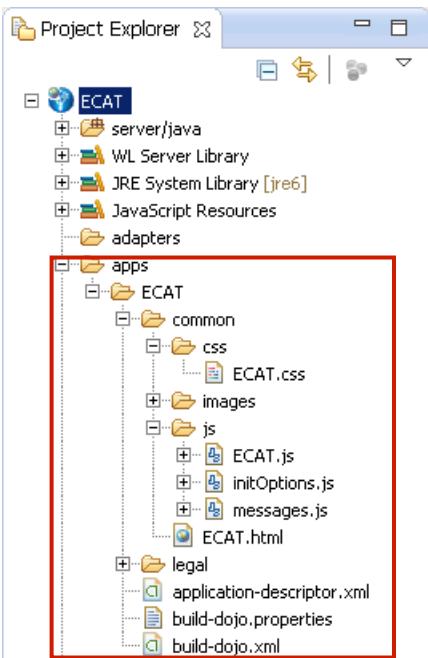 Project Explorer
ECAT
server/java
WL Server Library
JRE System Library [jre6]
JavaScript Resources
adapters
apps
ECAT
common
css
ECAT.css
images
js
ECAT.js
initOptions.js
messages.js
ECAT.html
legal
application-descriptor.xml
build-dojo.properties
build-dojo.xml